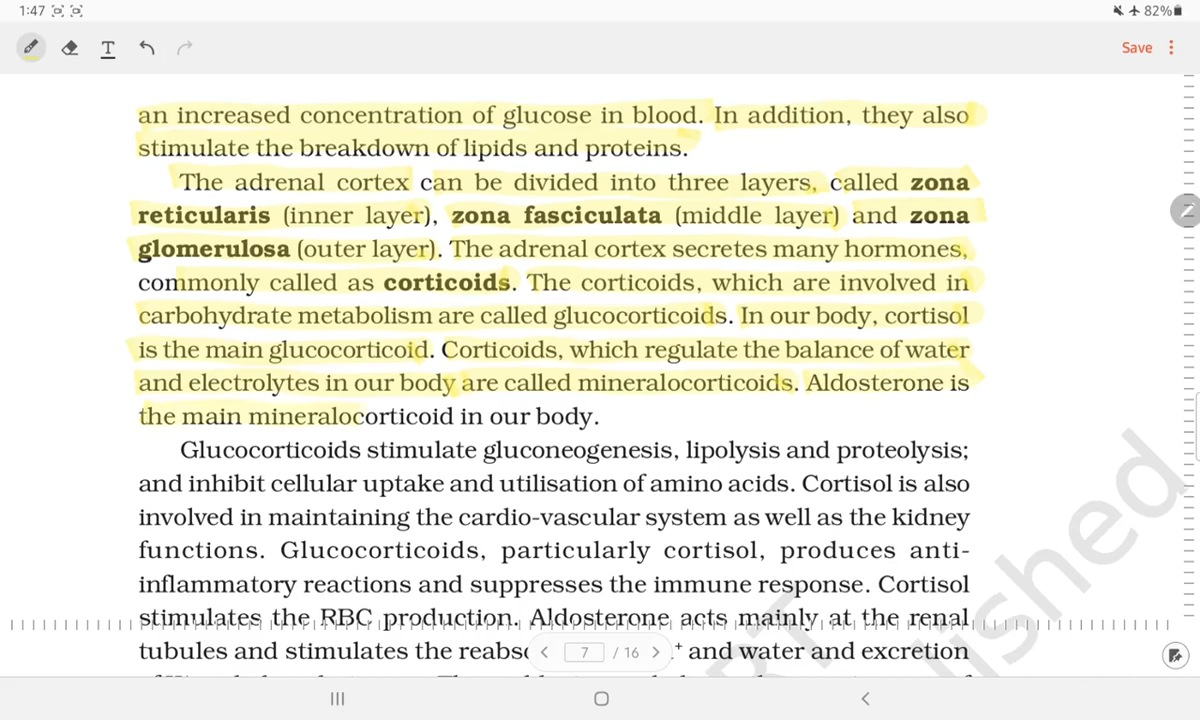 1:47
82%
T
Save
an increased concentration of glucose in blood. In addition, they also
stimulate the breakdown of lipids and proteins.
The adrenal cortex can be divided into three layers, called zona
reticularis (inner layer), zona fasciculata (middle layer) and zona
glomerulosa (outer layer). The adrenal cortex secretes many hormones,
commonly called as corticoids. The corticoids, which are involved in
carbohydrate metabolism are called glucocorticoids. In our body, cortisol
is the main glucocorticoid. Corticoids, which regulate the balance of water
and electrolytes in our body are called mineralocorticoids. Aldosterone is
the main mineralocorticoid in our body.
Glucocorticoids stimulate gluconeogenesis, lipolysis and proteolysis;
and inhibit cellular uptake and utilisation of amino acids. Cortisol is also
involved in maintaining the cardio-vascular system as well as the kidney
functions. Glucocorticoids, particularly cortisol, produces anti-
inflammatory reactions and suppresses the immune response. Cortisol
stimulates the RBC production. Aldosterone acts mainly at the renal
tubules and stimulates the + and water and excretion
7 / 16